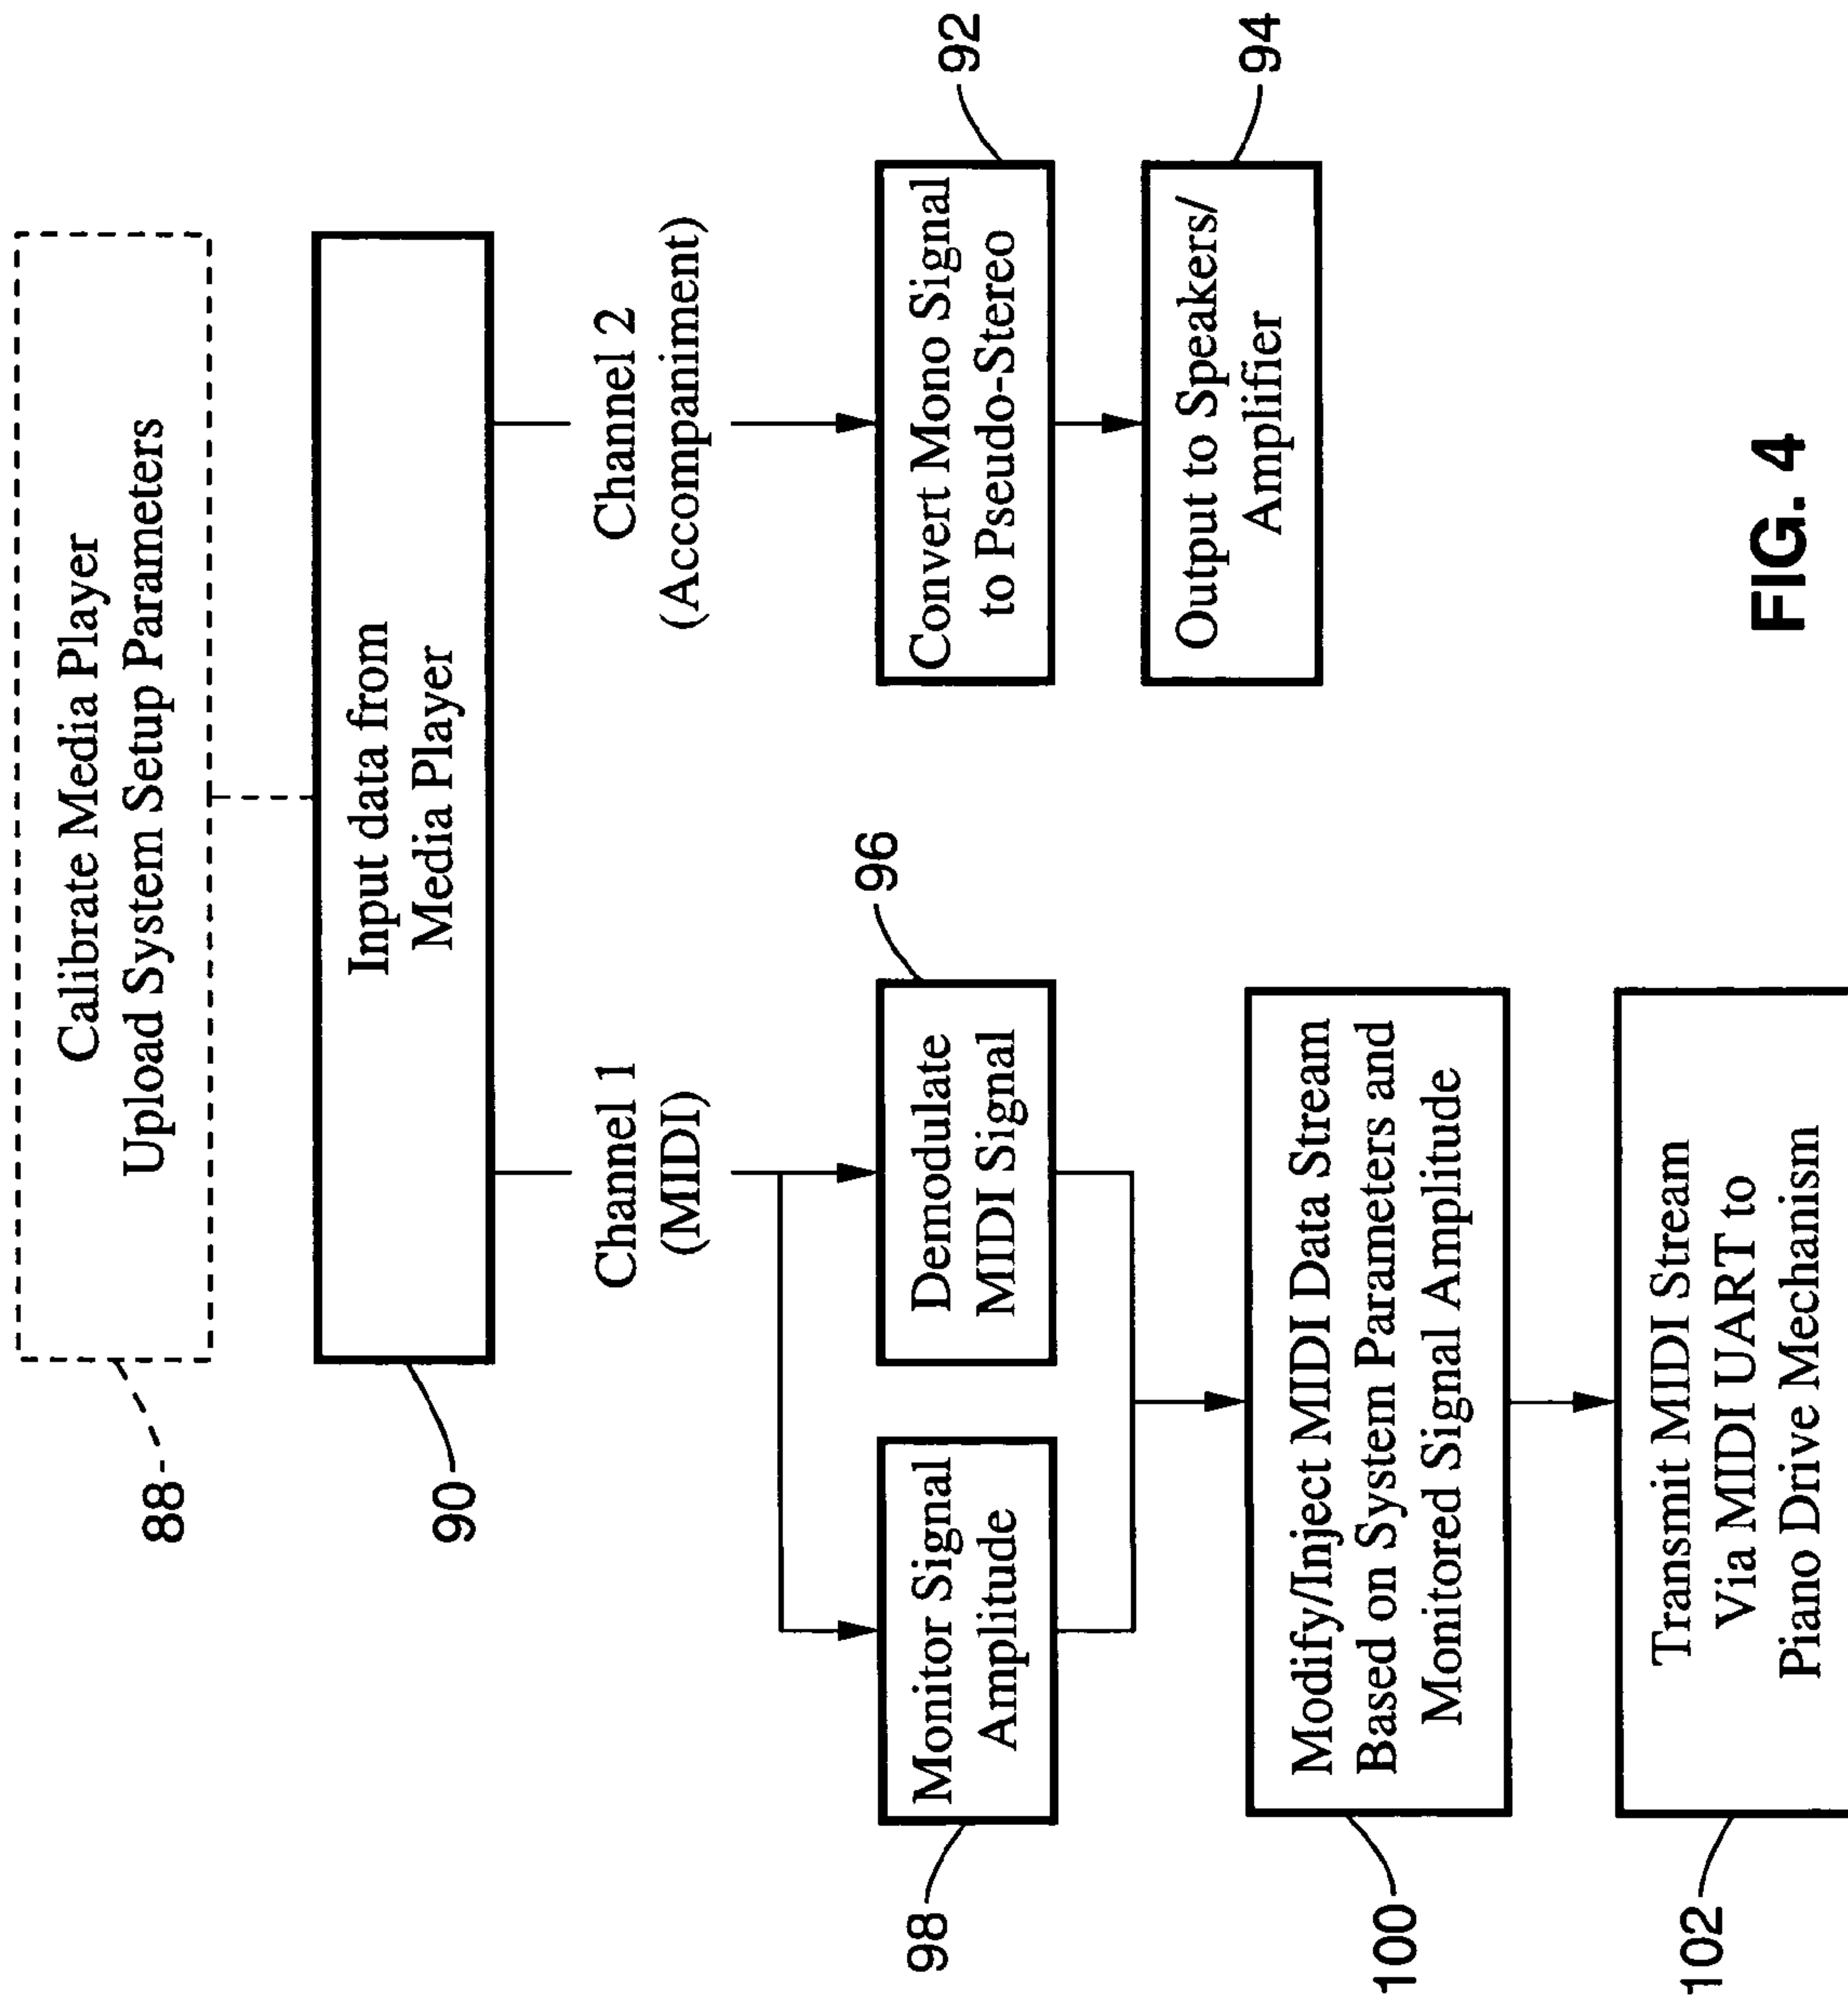 Calibrate Media Player
Upload System Setup Parameters
88
Input data from
Media Player
90
Channel 1
(MIDI)
Channel 2
(Accompaniment)
Monitor Signal
Amplitude
98
Demodulate
MIDI Signal
96
Convert Mono Signal
to Pseudo-Stereo
92
Output to Speakers/
Amplifier
94
Modify/Inject MIDI Data Stream
Based on System Parameters and
Monitored Signal Amplitude
100
Transmit MIDI Stream
Via MIDI UART to
Piano Drive Mechanism
102
FIG. 4